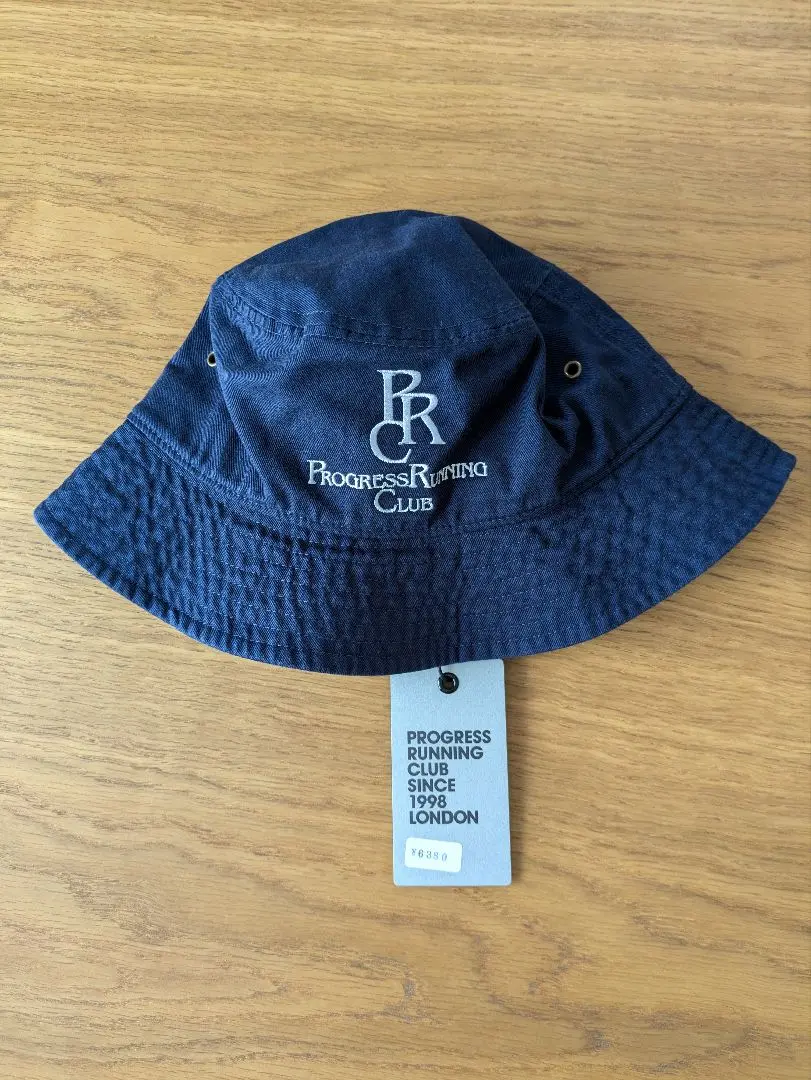 PRC
PROGRESSRUNNING
CLUB
PROGRESS
RUNNING
CLUB
SINCE
1998
LONDON
¥6380